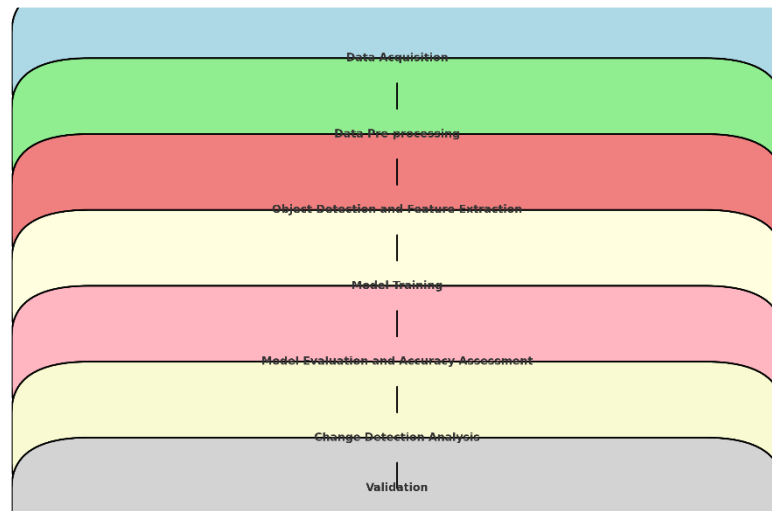 Data Acquisition
Data Pre-processing
Object Detection and Feature Extraction
Model Training
Model Evaluation and Accuracy Assessment
Change Detection Analysis
Validation